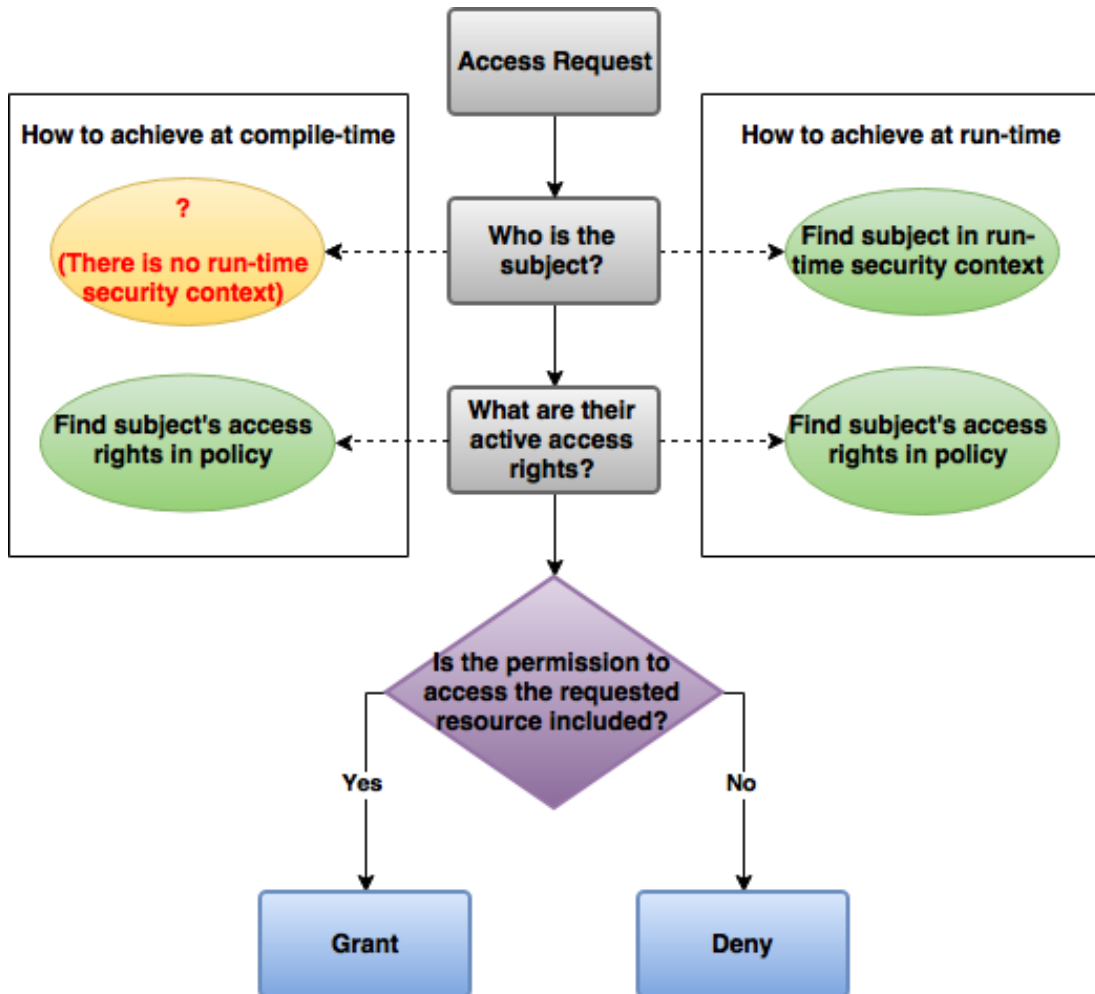 Access Request
How to achieve at compile-time
?
(There is no run-time
security context)
Find subject's access
rights in policy
Who is the
subject?
What are their
active access
rights?
How to achieve at run-time
Find subject in run-
time security context
Find subject's access
rights in policy
Is the permission to
access the requested
resource included?
Yes
No
Grant
Deny